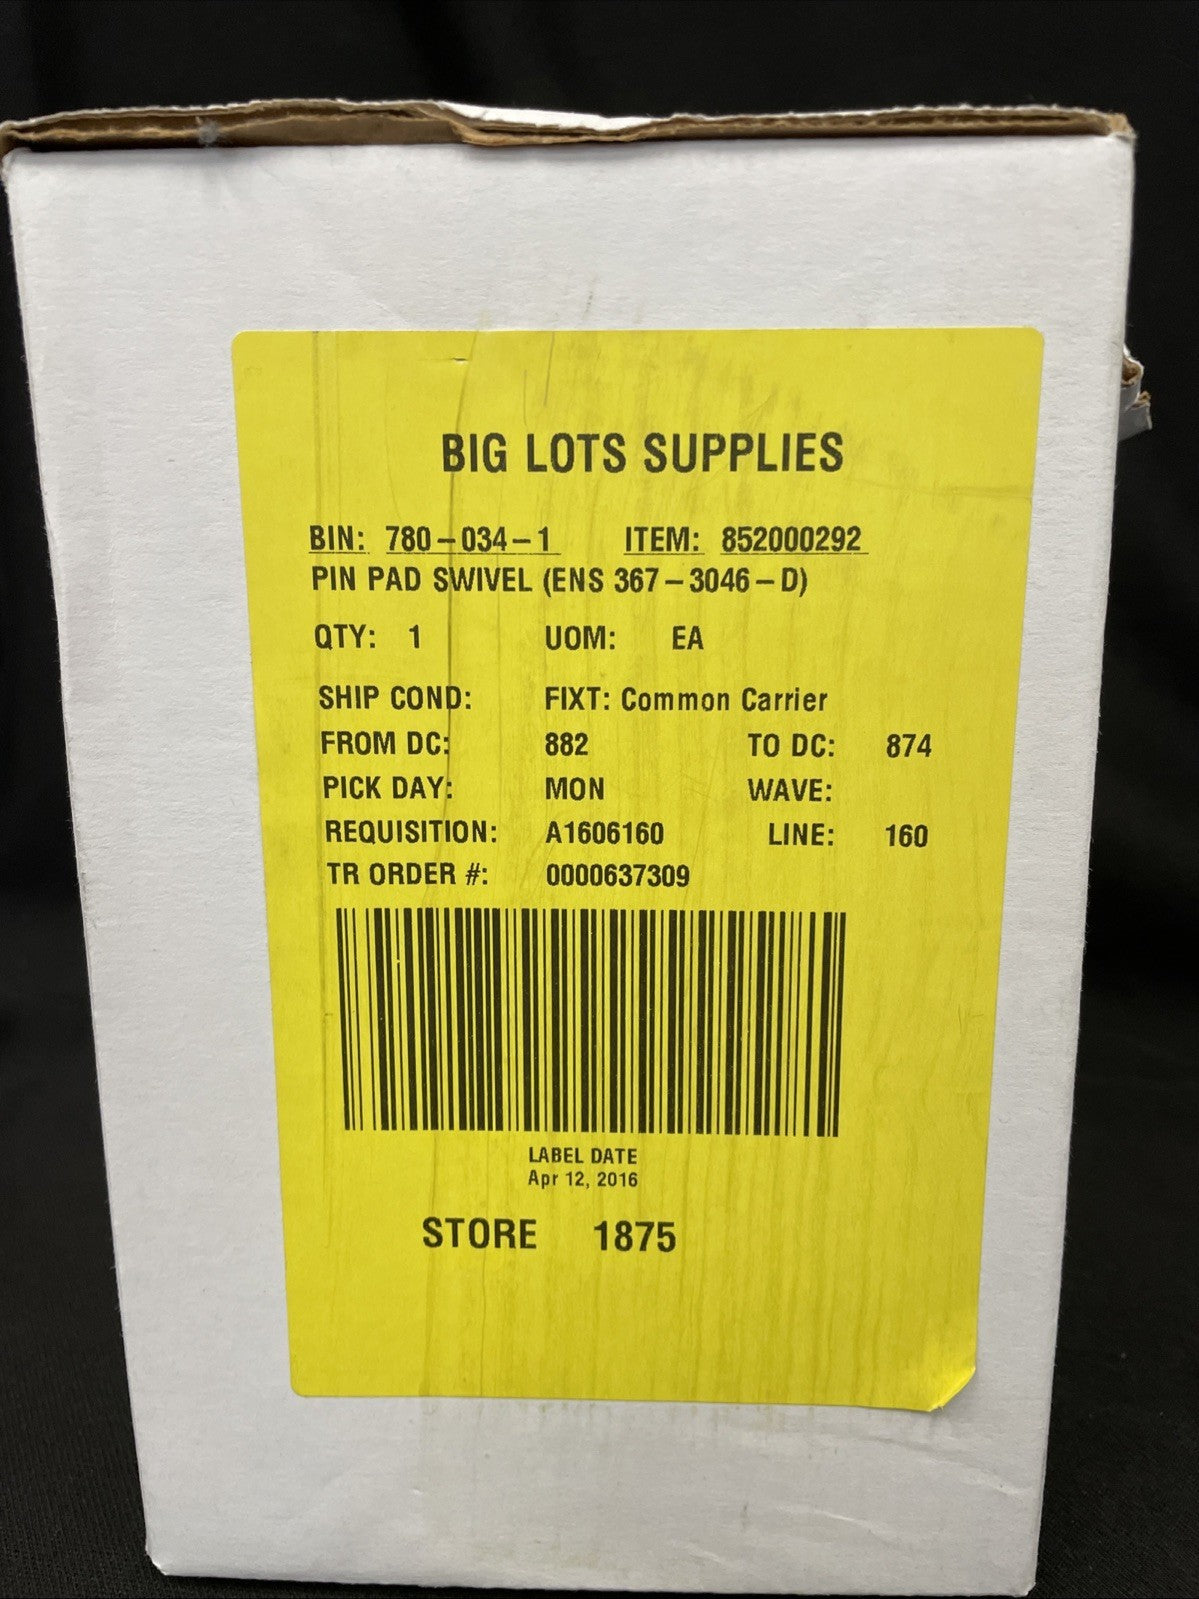 BIG LOTS SUPPLIES
BIN: 780-034-1 ITEM: 852000292
PIN PAD SWIVEL (ENS 367-3046-D)
QTY: 1 UOM: EA
SHIP COND: FIXT: Common Carrier
FROM DC: 882 TO DC: 874
PICK DAY: MON WAVE:
REQUISITION: A1606160 LINE: 160
TR ORDER #: 0000637309
LABEL DATE
Apr 12, 2016
STORE 1875